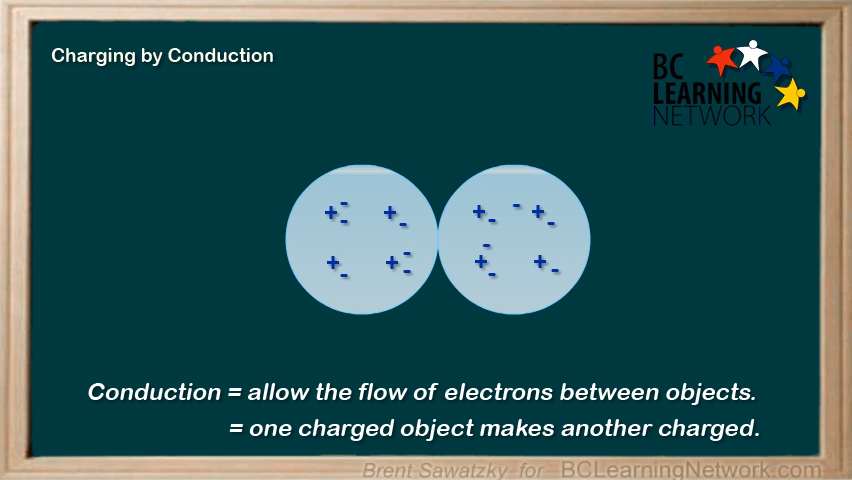 Charging by Conduction
BC
LEARNING
NETWORK
+ - - + - + - - + -
+ - + - - + - - + -
Conduction = allow the flow of electrons between objects.
= one charged object makes another charged.
Brent Sawatzky for BCLearningNetwork.com